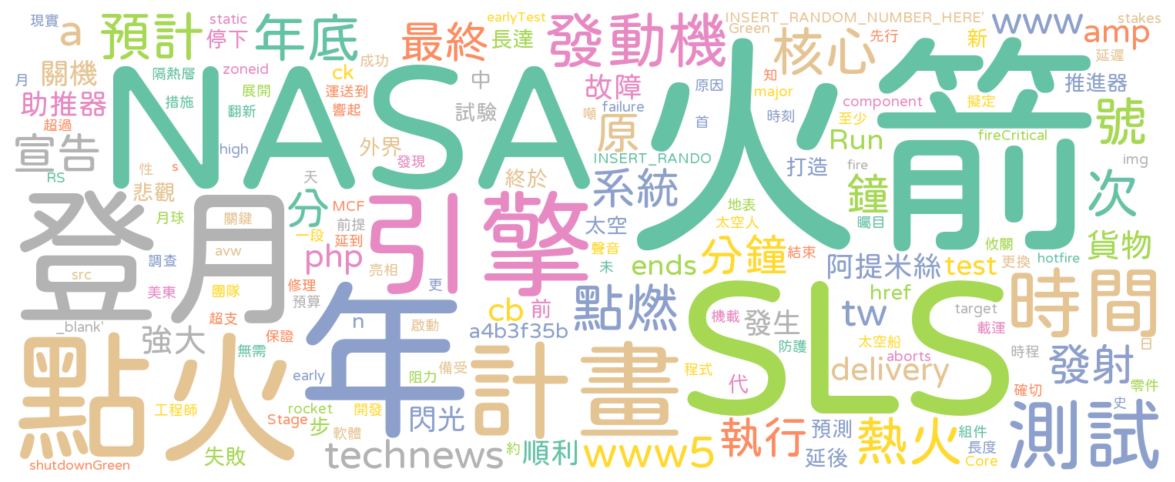 現實
月
a
預計
static
停下
年底
最終
earlyTest
長達
發動機
INSERT_RANDOM_NUMBER_HERE'
Green
核心
先行
www
新
amp
stakes
延遲
關機
隔熱層
zoneid
ck
成功
中
故障
原因
知
major
推進器
助推器
措施
展開
運送到
試驗
failure
噸
首
時刻
component
至少
擬定
號
超過
翻新
響起
NASA
火箭
宣告
high
外界
發現
原
INSERT_RANDO
打造
Run
fireCritical
fire
img
RS
性
s
悲觀
天
終於
系統
鐘
次
登月
引擎
月球
關鍵
分
MCF
前提
一段
延到
太空
地表
太空人
矚目
攸關
貨物
調查
avw
php
聲音
未
ends
分鐘
結束
阿提米絲
test
更換
hotfire
src
美東
團隊
修理
亮相
更
cb
前
href
時間
_blank'
超支
預算
年
n
啟動
a4b3f35b
點燃
SLS
機載
發生
防護
tw
target
載運
日
強大
保證
無需
點火
計畫
太空船
aborts
時程
發射
early
阻力
備受
程式
代
delivery
確切
零件
工程師
rocket
開發
步
Stage
閃光
軟體
失敗
technews
約
順利
www5
執行
預測
延後
熱火
組件
長度
Core
測試
史
shutdownGreen